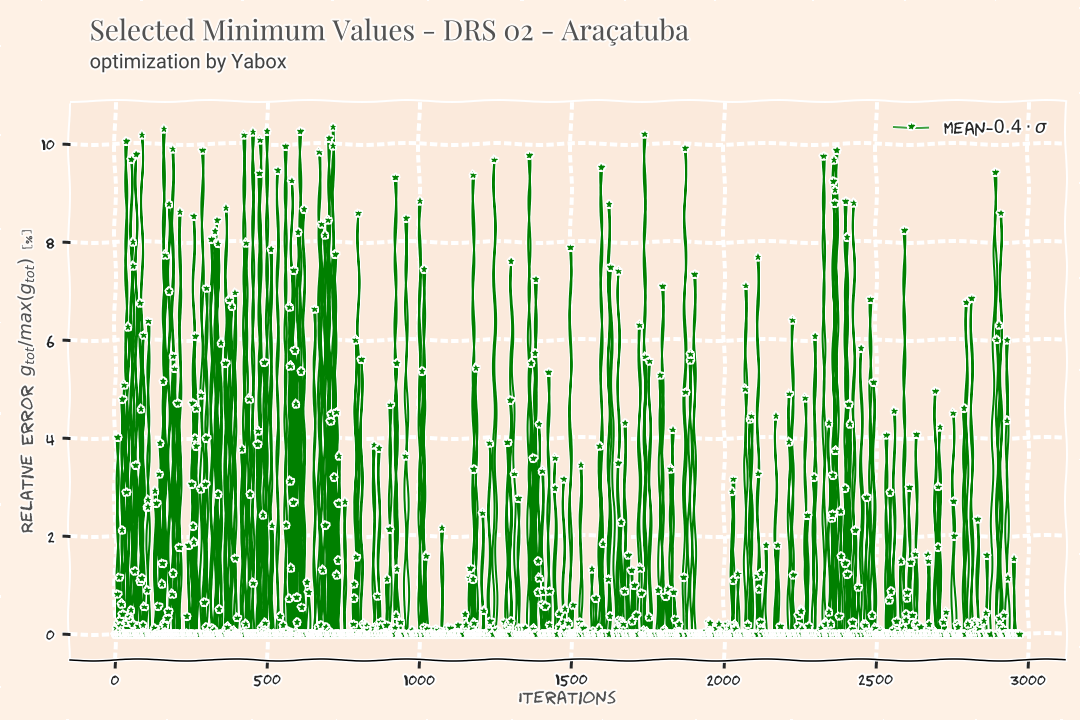 Selected Minimum Values - DRS 02 - Araçatuba
optimization by Yabox
MEAN-0.4·σ
RELATIVE ERROR g_tot/max(g_tot) [%]
10
8
6
4
2
0
0 500 1000 1500 2000 2500 3000
ITERATIONS